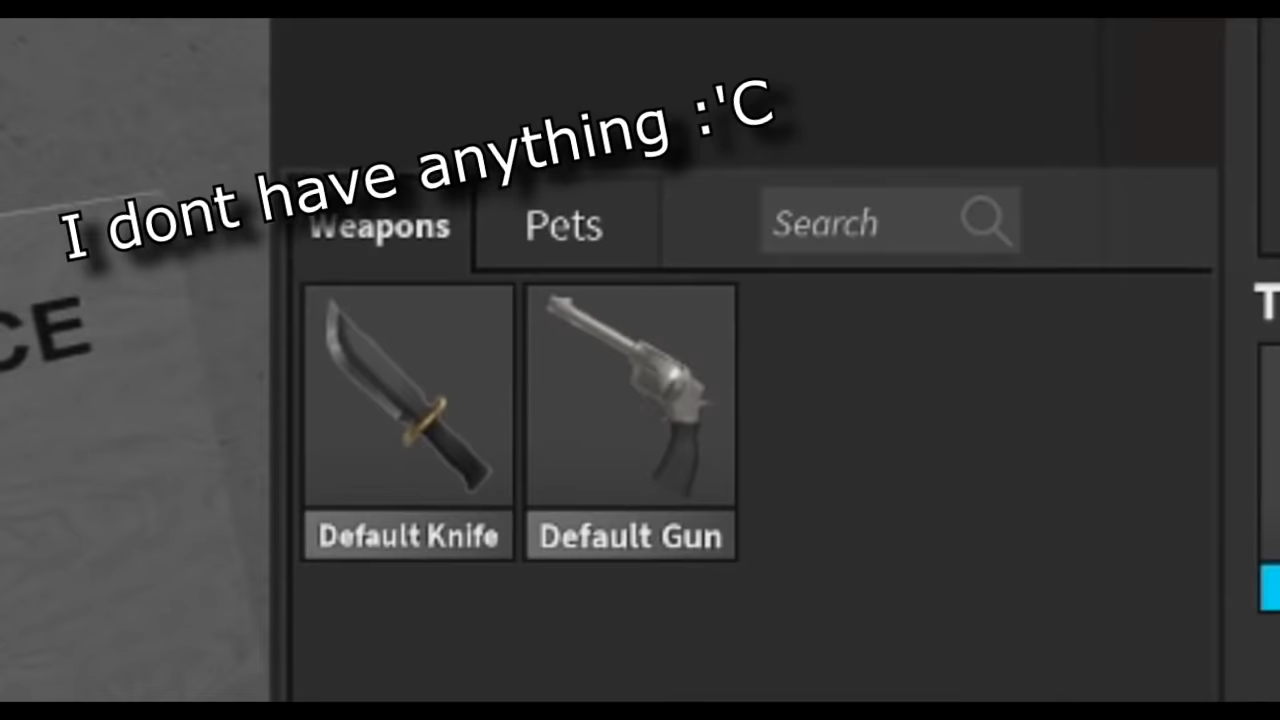 I dont have anything :'C
Weapons
Pets
Search
CE
T
Default Knife
Default Gun